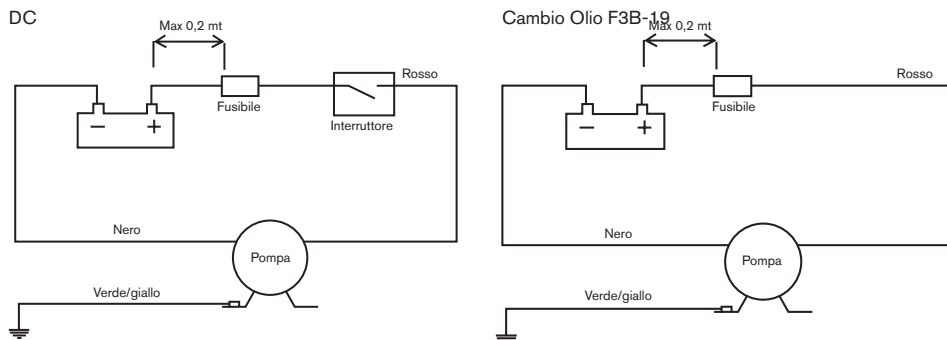 DC
Max 0,2 mt
Rosso
Fusibile
Interruttore
Nero
Pompa
Verde/giallo
Cambio Olio F3B-19
Max 0,2 mt
Rosso
Fusibile
Nero
Pompa
Verde/giallo